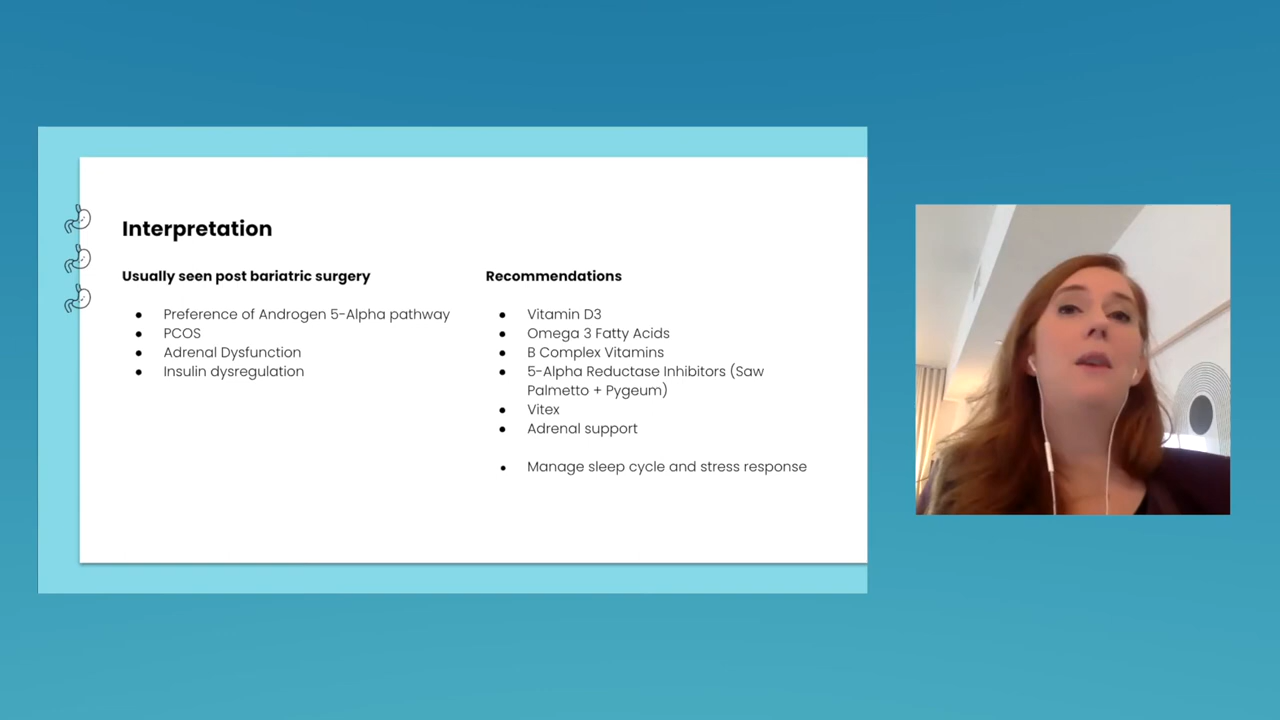 Interpretation
Usually seen post bariatric surgery
● Preference of Androgen 5-Alpha pathway
● PCOS
● Adrenal Dysfunction
● Insulin dysregulation
Recommendations
● Vitamin D3
● Omega 3 Fatty Acids
● B Complex Vitamins
● 5-Alpha Reductase Inhibitors (Saw
Palmetto + Pygeum)
● Vitex
● Adrenal support
● Manage sleep cycle and stress response